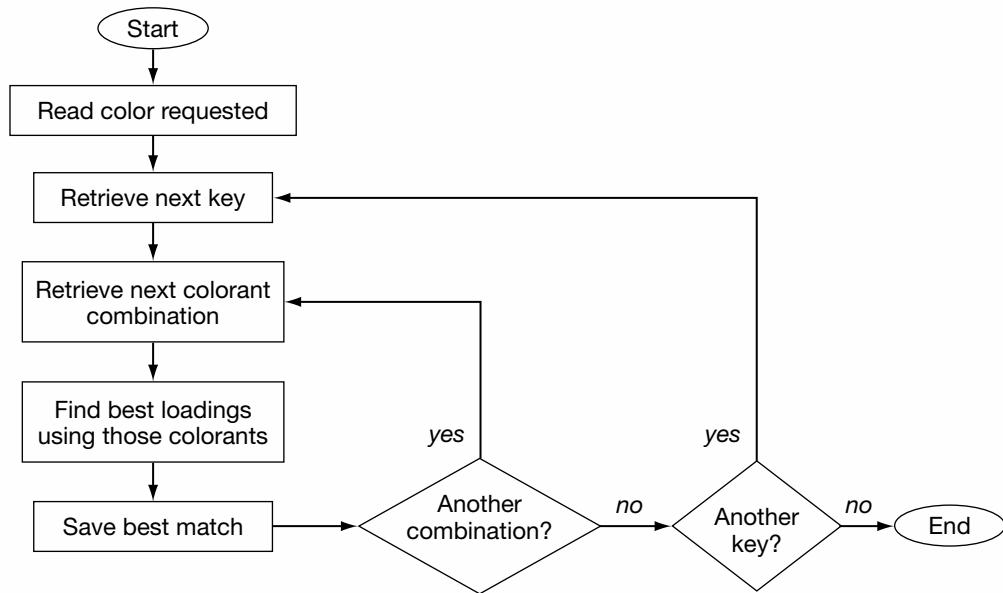 Start
Read color requested
Retrieve next key
Retrieve next colorant
combination
Find best loadings
using those colorants
Save best match
yes
Another
combination?
no
yes
Another
key?
no
End